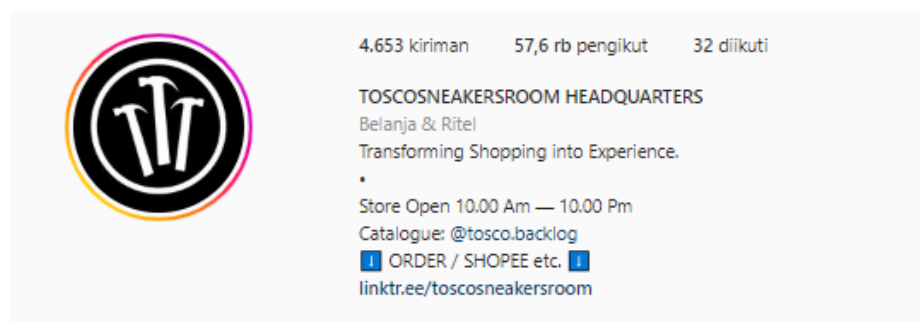 4.653 kiriman 57,6 rb pengikut 32 diikuti
TOSCOSNEAKERSROOM HEADQUARTERS
Belanja & Ritel
Transforming Shopping into Experience.
•
Store Open 10.00 Am — 10.00 Pm
Catalogue: @tosco.backlog
⬇️ ORDER / SHOPEE etc. ⬇️
linktr.ee/toscosneakersroom